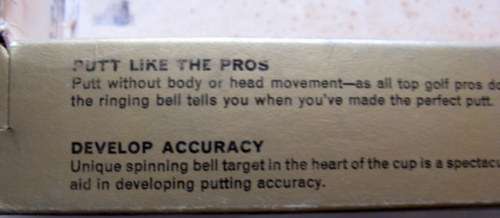 PUTT LIKE THE PROS
Putt without body or head movement—as all top golf pros do
the ringing bell tells you when you've made the perfect putt.
DEVELOP ACCURACY
Unique spinning bell target in the heart of the cup is a
aid in developing putting accuracy.